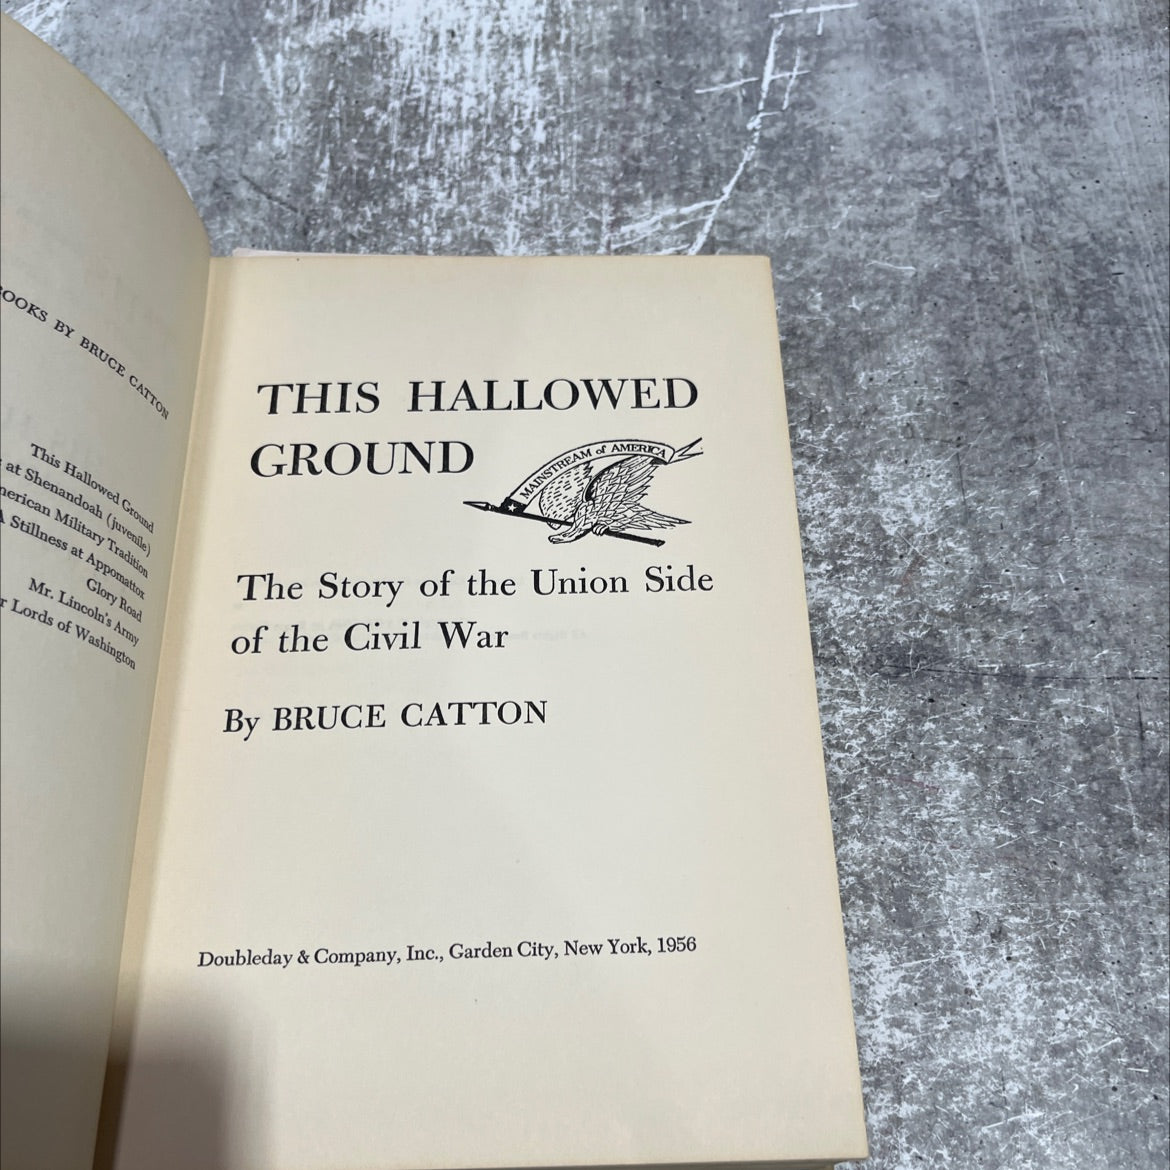 BOOKS BY BRUCE CATTON
This Hallowed Ground
at Shenandoah (juvenile)
American Military Tradition
A Stillness at Appomattox
Glory Road
Mr. Lincoln's Army
Lords of Washington
THIS HALLOWED
GROUND
MAINSTREAM of AMERICA
The Story of the Union Side
of the Civil War
By BRUCE CATTON
Doubleday & Company, Inc., Garden City, New York, 1956